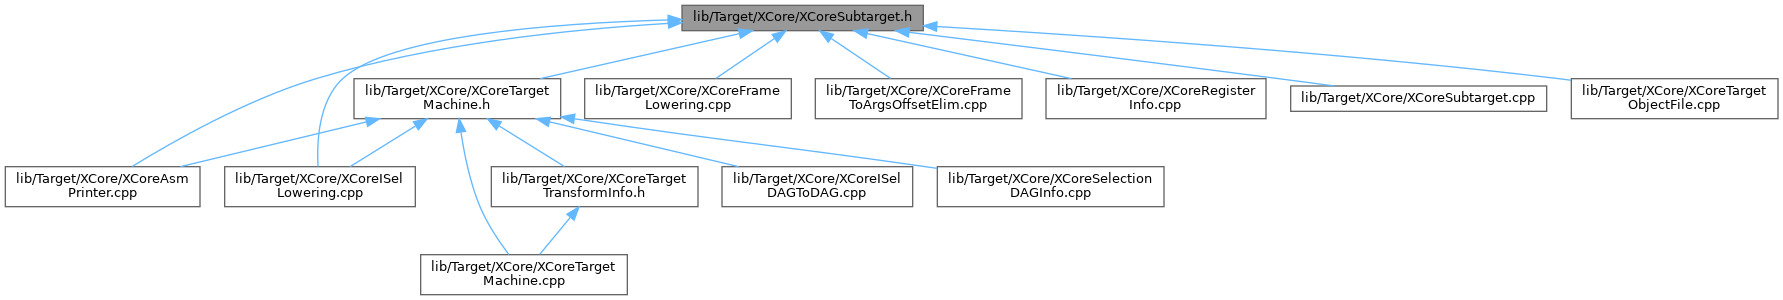 lib/Target/XCore/XCoreSubtarget.h
lib/Target/XCore/XCoreTarget
Machine.h
lib/Target/XCore/XCoreFrame
Lowering.cpp
lib/Target/XCore/XCoreFrame
ToArgsOffsetElim.cpp
lib/Target/XCore/XCoreRegister
Info.cpp
lib/Target/XCore/XCoreSubtarget.cpp
lib/Target/XCore/XCoreTarget
ObjectFile.cpp
lib/Target/XCore/XCoreAsm
Printer.cpp
lib/Target/XCore/XCoreISel
Lowering.cpp
lib/Target/XCore/XCoreTarget
TransformInfo.h
lib/Target/XCore/XCoreISel
DAGToDAG.cpp
lib/Target/XCore/XCoreSelection
DAGInfo.cpp
lib/Target/XCore/XCoreTarget
Machine.cpp